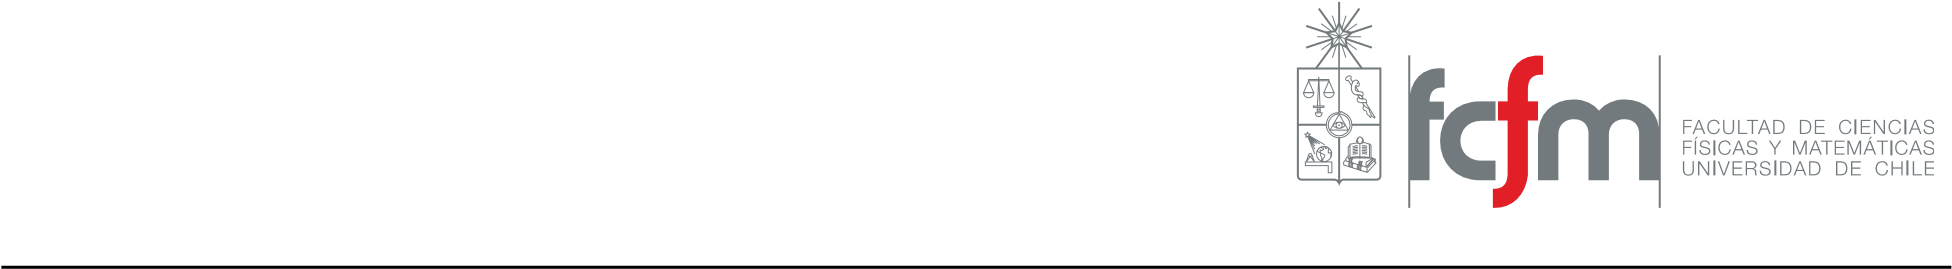 fcfm
FACULTAD DE CIENCIAS
FÍSICAS Y MATEMÁTICAS
UNIVERSIDAD DE CHILE